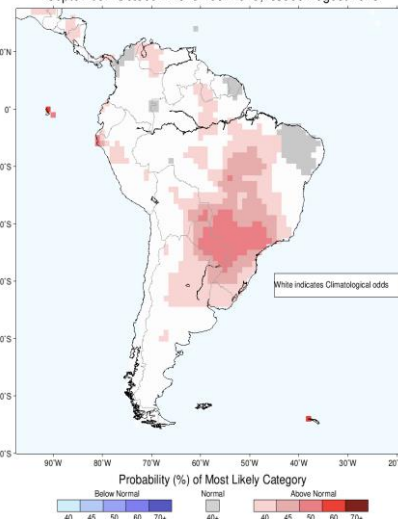 0°N
0°
0°S
0°S
0°S
0°S
0°S
White indicates Climatological odds
0°S
90°W 80°W 70°W 60°W 50°W 40°W 30°W
Probability (%) of Most Likely Category
Below Normal Normal Above Normal
40 45 50 60 70+ 40+ 40 45 50 60 70+